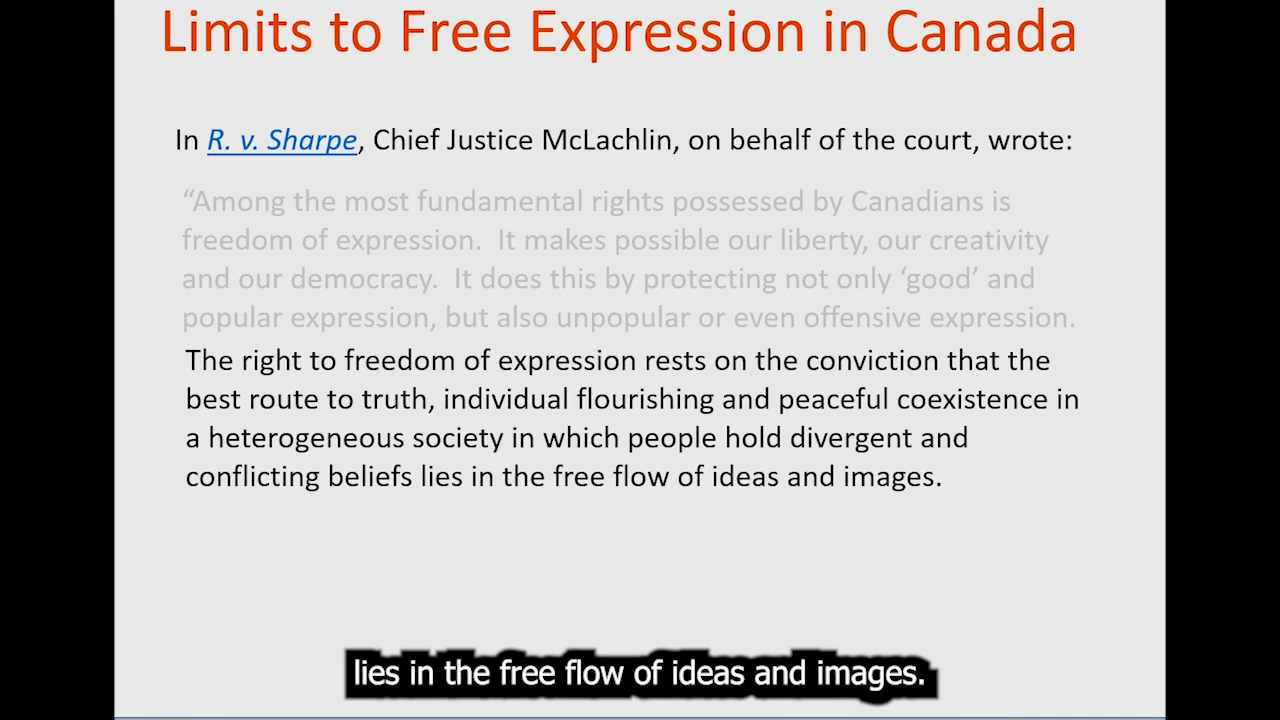 Limits to Free Expression in Canada
In R. v. Sharpe, Chief Justice McLachlin, on behalf of the court, wrote:
“Among the most fundamental rights possessed by Canadians is
freedom of expression.  It makes possible our liberty, our creativity
and our democracy.  It does this by protecting not only ‘good’ and
popular expression, but also unpopular or even offensive expression.
The right to freedom of expression rests on the conviction that the
best route to truth, individual flourishing and peaceful coexistence in
a heterogeneous society in which people hold divergent and
conflicting beliefs lies in the free flow of ideas and images.
lies in the free flow of ideas and images.